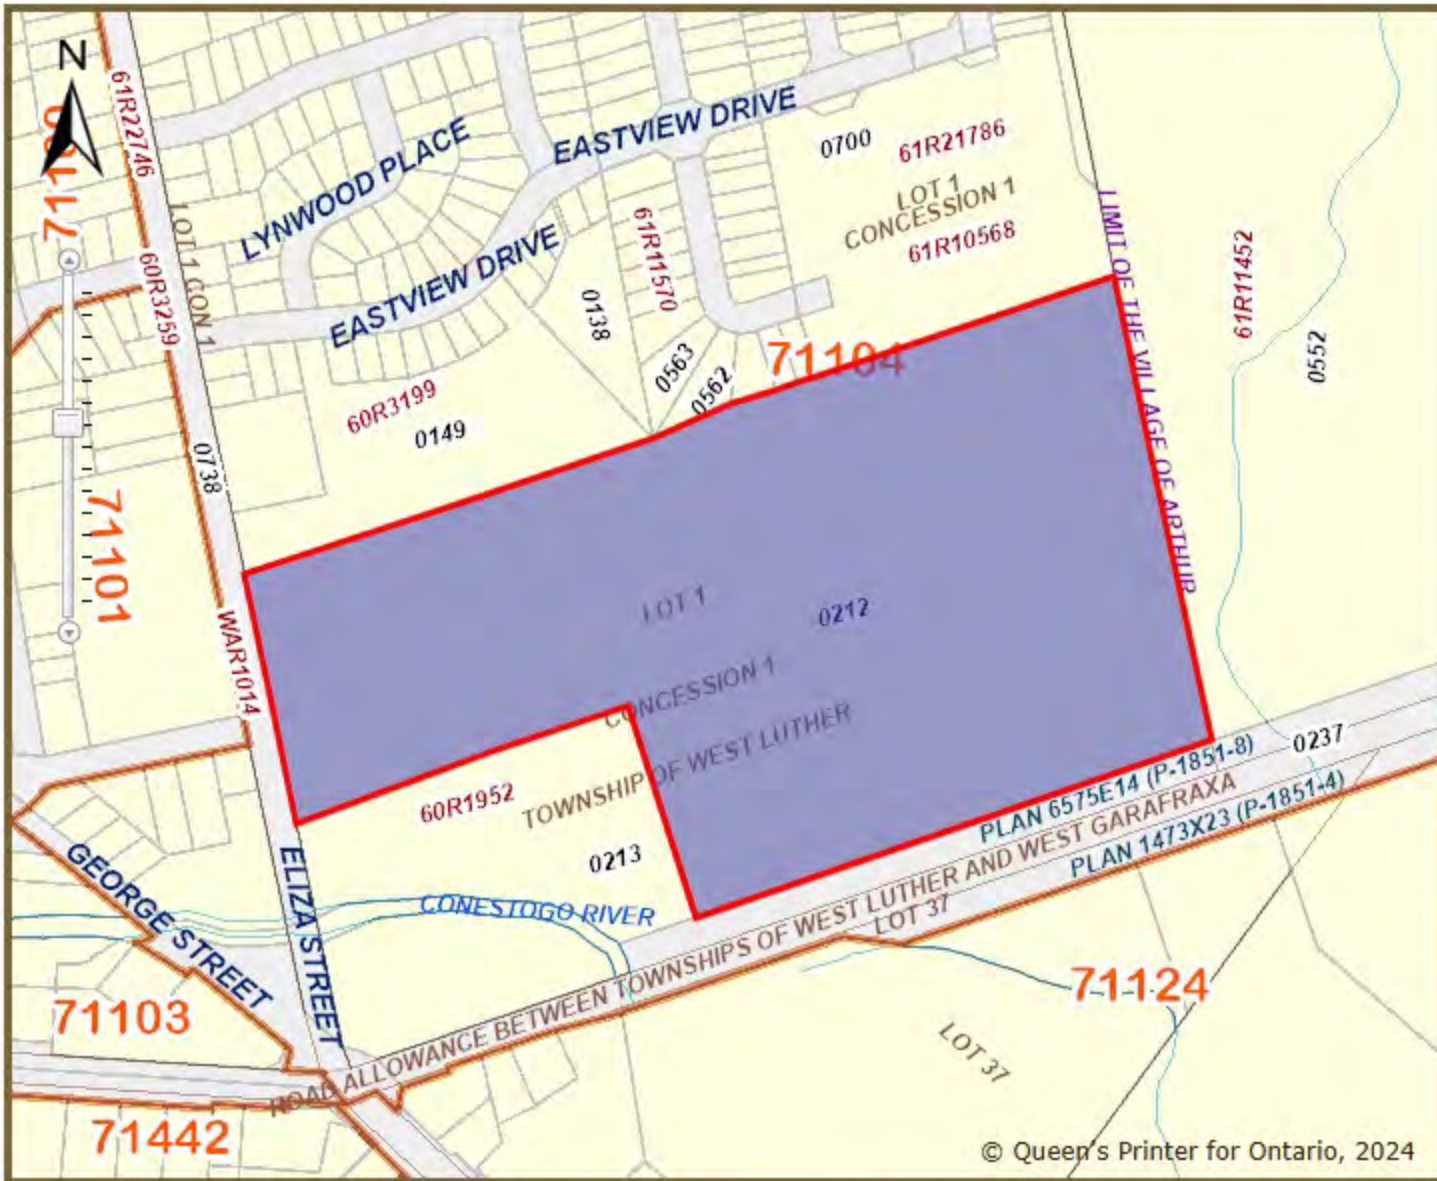 N
61R22746
71100
LOT 1 CON 1
60R3259
LYNWOOD PLACE
EASTVIEW DRIVE
EASTVIEW DRIVE
0700
61R21786
LOT 1
CONCESSION 1
61R10568
61R11570
0138
0563
0562
71104
LIMIT OF THE VILLAGE OF ARTHUR
61R11452
0552
60R3199
0149
0738
71101
WAR1014
LOT 1
0212
CONCESSION 1
TOWNSHIP OF WEST LUTHER
60R1952
0213
0237
PLAN 6575E14 (P-1851-8)
ROAD ALLOWANCE BETWEEN TOWNSHIPS OF WEST LUTHER AND WEST GARAFRAXA
PLAN 1473X23 (P-1851-4)
LOT 37
GEORGE STREET
ELIZA STREET
CONESTOGO RIVER
71103
71124
LOT 37
71442
© Queen's Printer for Ontario, 2024